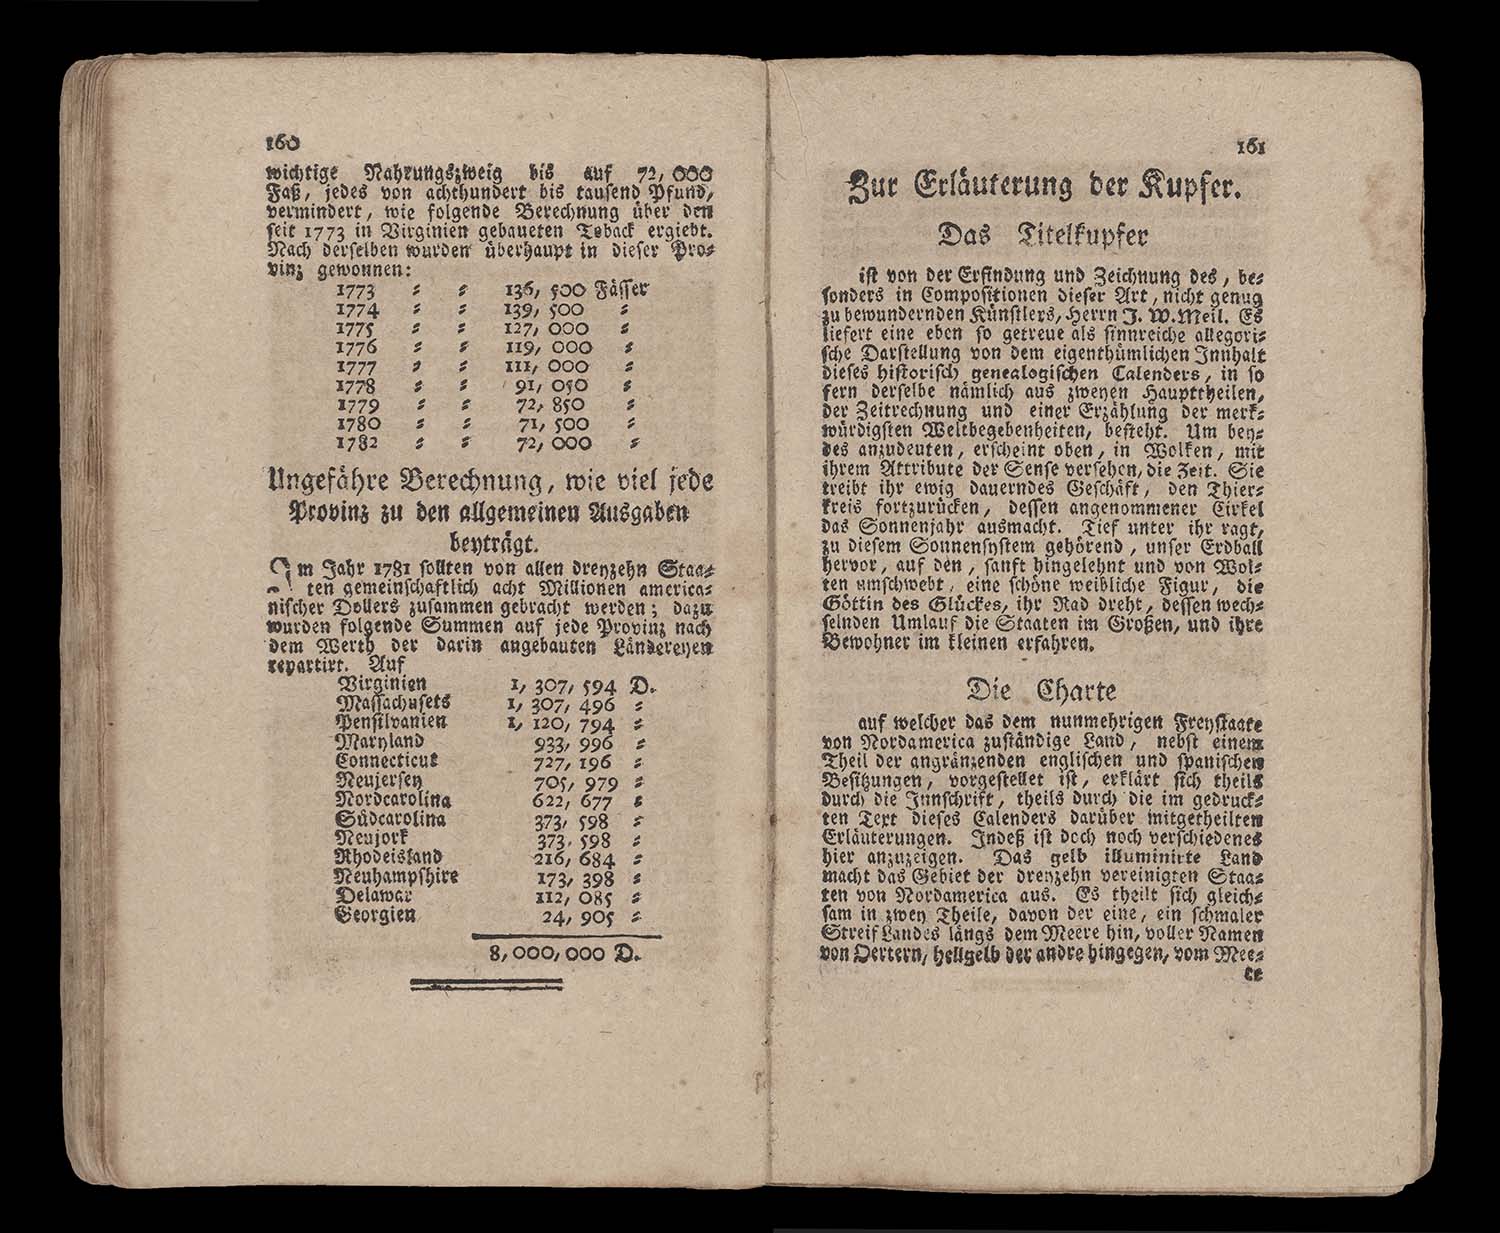 160
wichtige Nahrungszweig bis auf 72, 000
Faß, jedes von achthundert bis tausend Pfund,
vermindert, wie folgende Berechnung über den
seit 1773 in Virginien gebaueten Toback ergiebt.
Nach derselben wurden überhaupt in dieser Pro⸗
vinz gewonnen:
1773 ⸗ ⸗ 136, 500 Fässer
1774 ⸗ ⸗ 139, 500 ⸗
1775 ⸗ ⸗ 127, 000 ⸗
1776 ⸗ ⸗ 119, 000 ⸗
1777 ⸗ ⸗ 111, 000 ⸗
1778 ⸗ ⸗ 91, 050 ⸗
1779 ⸗ ⸗ 72, 850 ⸗
1780 ⸗ ⸗ 71, 500 ⸗
1782 ⸗ ⸗ 72, 000 ⸗
Ungefähre Berechnung, wie viel jede
Provinz zu den allgemeinen Ausgaben
beyträgt.
Im Jahr 1781 sollten von allen dreyzehn Staa⸗
ten gemeinschaftlich acht Millionen america⸗
nischer Dollers zusammen gebracht werden; dazu
wurden folgende Summen auf jede Provinz nach
dem Werth der darin angebauten Ländereyen
repartirt. Auf
Virginien 1, 307, 594 D.
Massachusets 1, 307, 496 ⸗
Pensilvanien 1, 120, 794 ⸗
Maryland 933, 996 ⸗
Connecticut 727, 196 ⸗
Neujersey 705, 979 ⸗
Nordcarolina 622, 677 ⸗
Südcarolina 373, 598 ⸗
Neujork 373, 598 ⸗
Rhodeisland 216, 684 ⸗
Neuhampshire 173, 398 ⸗
Delawar 112, 085 ⸗
Georgien 24, 905 ⸗
8, 000, 000 D.
161
Zur Erläuterung der Kupfer.
Das Titelkupfer
ist von der Erfindung und Zeichnung des, be⸗
sonders in Compositionen dieser Art, nicht genug
zu bewundernden Künstlers, Herrn J. W. Meil. Es
liefert eine eben so getreue als sinnreiche allegori⸗
sche Darstellung von dem eigenthümlichen Innhalt
dieses historisch genealogischen Calenders, in so
fern derselbe nämlich aus zweyen Haupttheilen,
der Zeitrechnung und einer Erzählung der merk⸗
würdigsten Weltbegebenheiten, besteht. Um bey⸗
des anzudeuten, erscheint oben, in Wolken, mit
ihrem Attribute der Sense versehen, die Zeit. Sie
treibt ihr ewig dauerndes Geschäft, den Thier⸗
kreis fortzurücken, dessen angenommener Cirkel
das Sonnenjahr ausmacht. Tief unter ihr ragt,
zu diesem Sonnensystem gehörend, unser Erdball
hervor, auf den, sanft hingelehnt und von Wol⸗
ken umschwebt, eine schöne weibliche Figur, die
Göttin des Glückes, ihr Rad dreht, dessen wech⸗
selnden Umlauf die Staaten im Großen, und ihre
Bewohner im kleinen erfahren.
Die Charte
auf welcher das dem nunmehrigen Freystaate
von Nordamerica zuständige Land, nebst einem
Theil der angränzenden englischen und spanischen
Besitzungen, vorgestellet ist, erklärt sich theils
durch die Innschrift, theils durch die im gedruck⸗
ten Text dieses Calenders darüber mitgetheilten
Erläuterungen. Indeß ist doch noch verschiedenes
hier anzuzeigen. Das gelb illuminirte Land
macht das Gebiet der dreyzehn vereinigten Staa⸗
ten von Nordamerica aus. Es theilt sich gleich⸗
sam in zwey Theile, davon der eine, ein schmaler
Streif Landes längs dem Meere hin, voller Namen
von Oertern, hellgelb der andre hingegen, vom Mee⸗
re